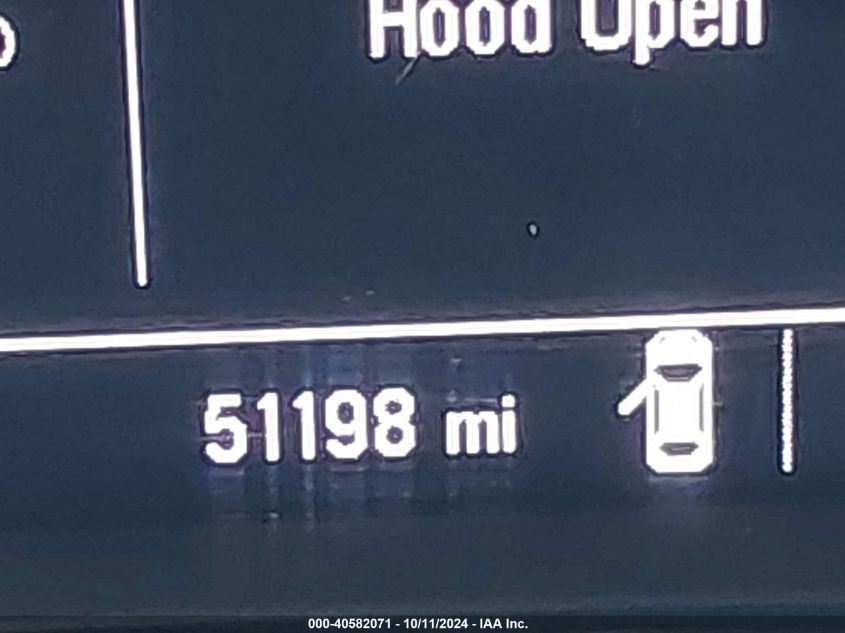 Hood Open
51198 mi
000-40582071 - 10/11/2024 - IAA Inc.